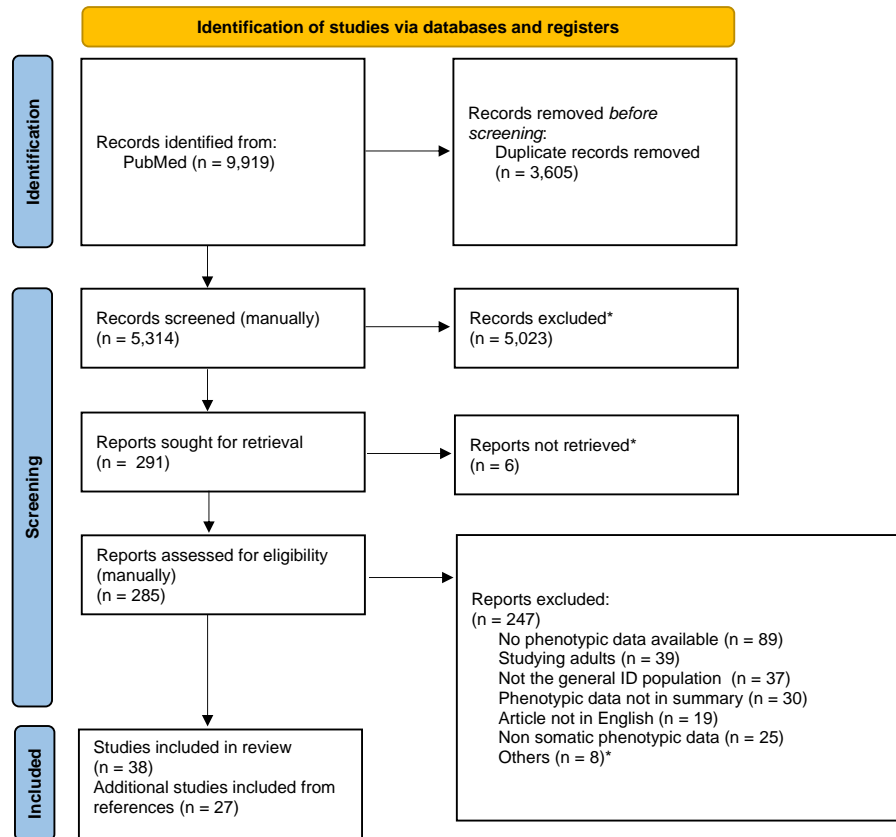 Identification of studies via databases and registers
Identification
Records identified from:
PubMed (n = 9,919)
Records removed before
screening:
Duplicate records removed
(n = 3,605)
Screening
Records screened (manually)
(n = 5,314)
Records excluded*
(n = 5,023)
Reports sought for retrieval
(n = 291)
Reports not retrieved*
(n = 6)
Reports assessed for eligibility
(manually)
(n = 285)
Reports excluded:
(n = 247)
No phenotypic data available (n = 89)
Studying adults (n = 39)
Not the general ID population (n = 37)
Phenotypic data not in summary (n = 30)
Article not in English (n = 19)
Non somatic phenotypic data (n = 25)
Others (n = 8)*
Included
Studies included in review
(n = 38)
Additional studies included from
references (n = 27)